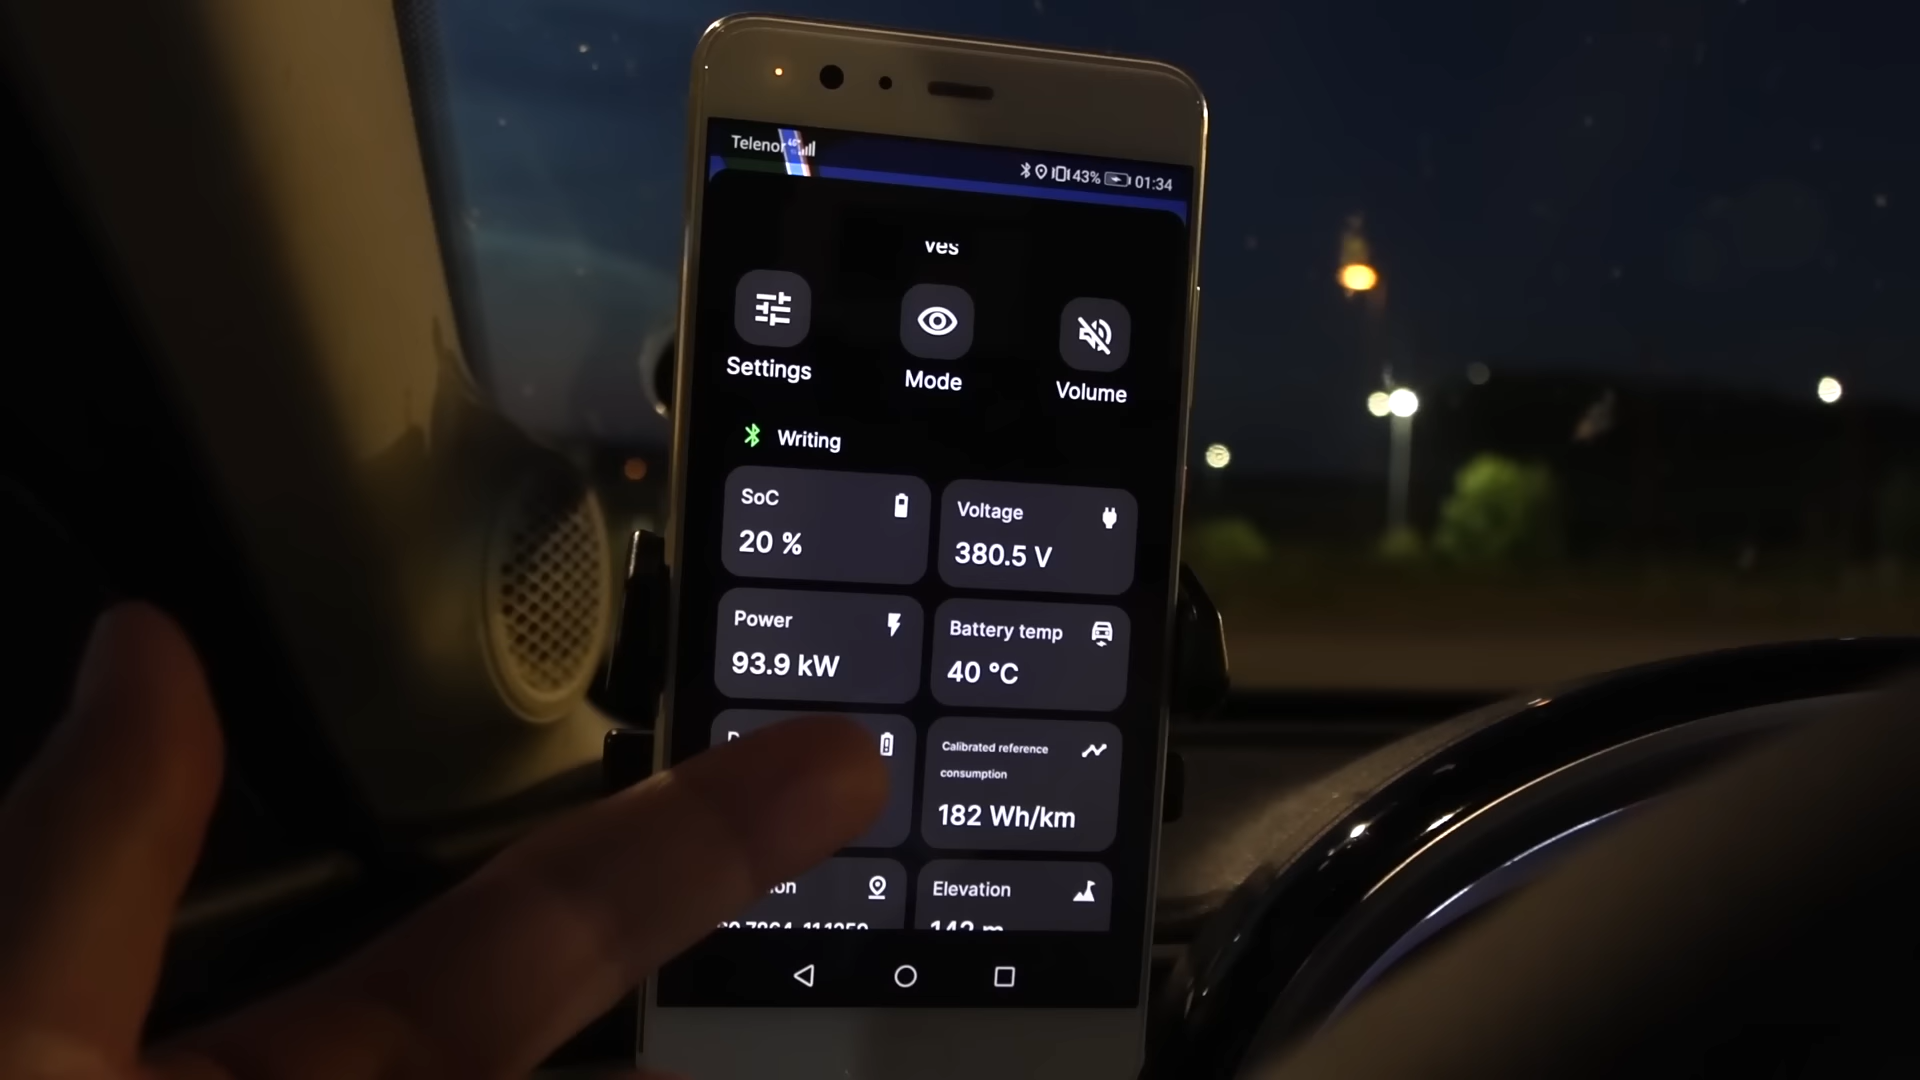 Telenor
43% 01:34
Settings
Mode
Volume
Writing
SoC
20 %
Voltage
380.5 V
Power
93.9 kW
Battery temp
40 °C
Calibrated reference
consumption
182 Wh/km
Elevation
142 m